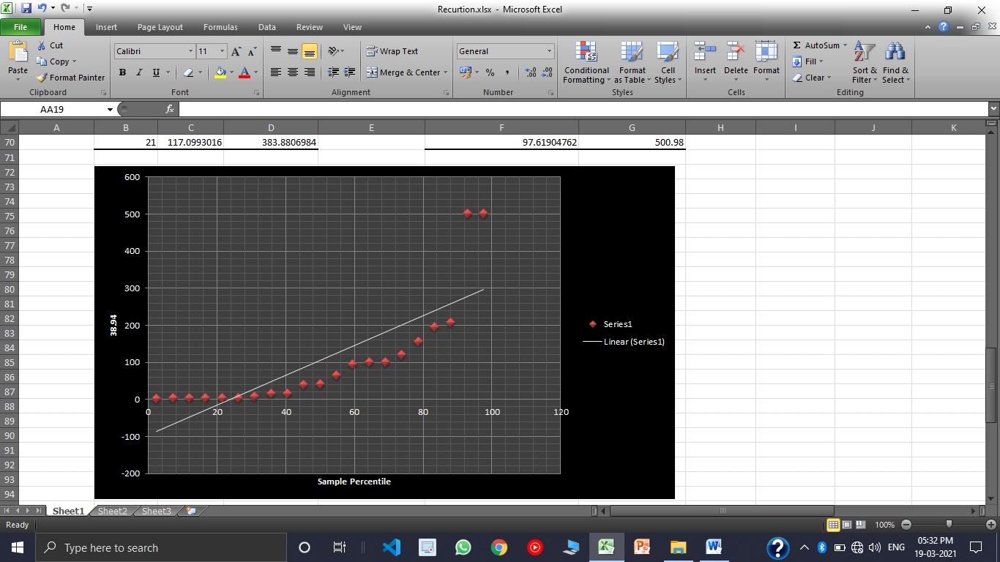 Recurtion.xlsx - Microsoft Excel
File Home Insert Page Layout Formulas Data Review View
Paste Cut Copy Format Painter Clipboard
Calibri 11 B I U Font
Wrap Text Merge & Center Alignment
General % , Number
Conditional Formatting Format as Table Cell Styles Styles
Insert Delete Format Cells
AutoSum Fill Clear Sort & Filter Find & Select Editing
AA19 fx
A B C D E F G H I J K
70 21 117.0993016 383.8806984 97.61904762 500.98
71
72
73
74
75
76
77
78
79
80
81
82
83
84
85
86
87
88
89
90
91
92
93
94
600
500
400
300
200
100
0
-100
-200
38.94
0 20 40 60 80 100 120
Sample Percentile
Series1
Linear (Series1)
Sheet1 Sheet2 Sheet3
Ready 100%
Type here to search
ENG
05:32 PM
19-03-2021